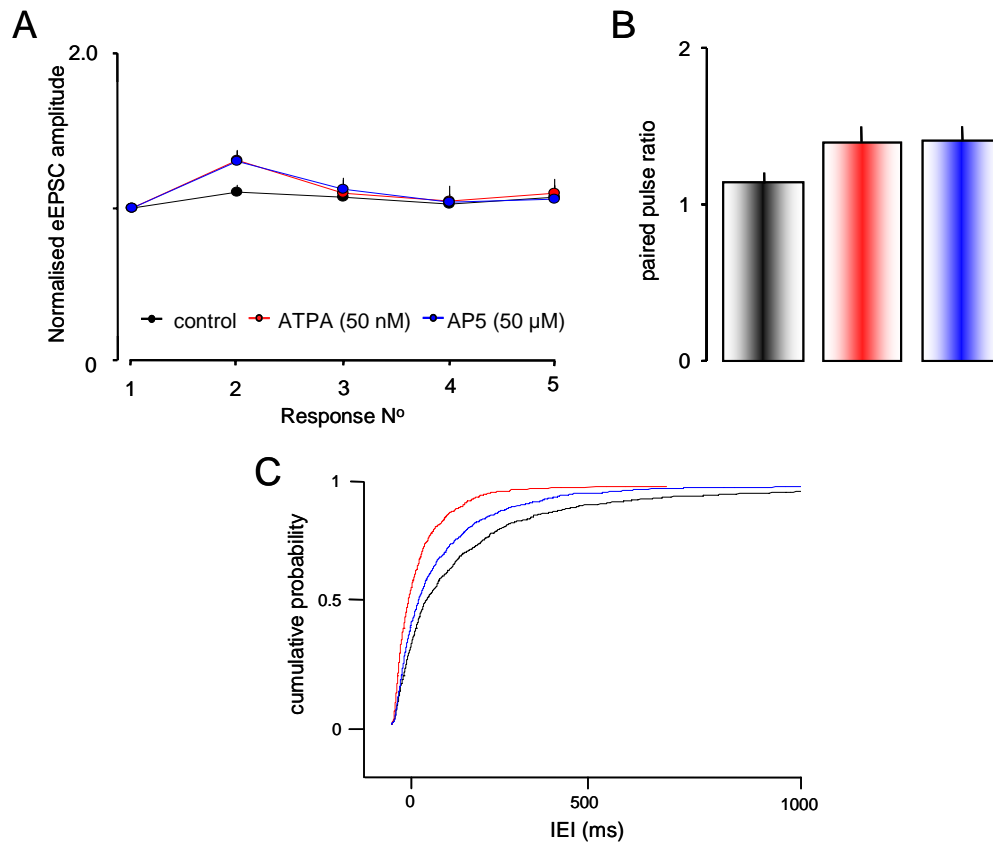 A
2.0
Normalised eEPSC amplitude
control
ATPA (50 nM)
AP5 (50 µM)
0
1
2
3
4
5
Response Nº
B
2
paired pulse ratio
1
0
C
1
cumulative probability
0.5
0
0
500
1000
IEI (ms)